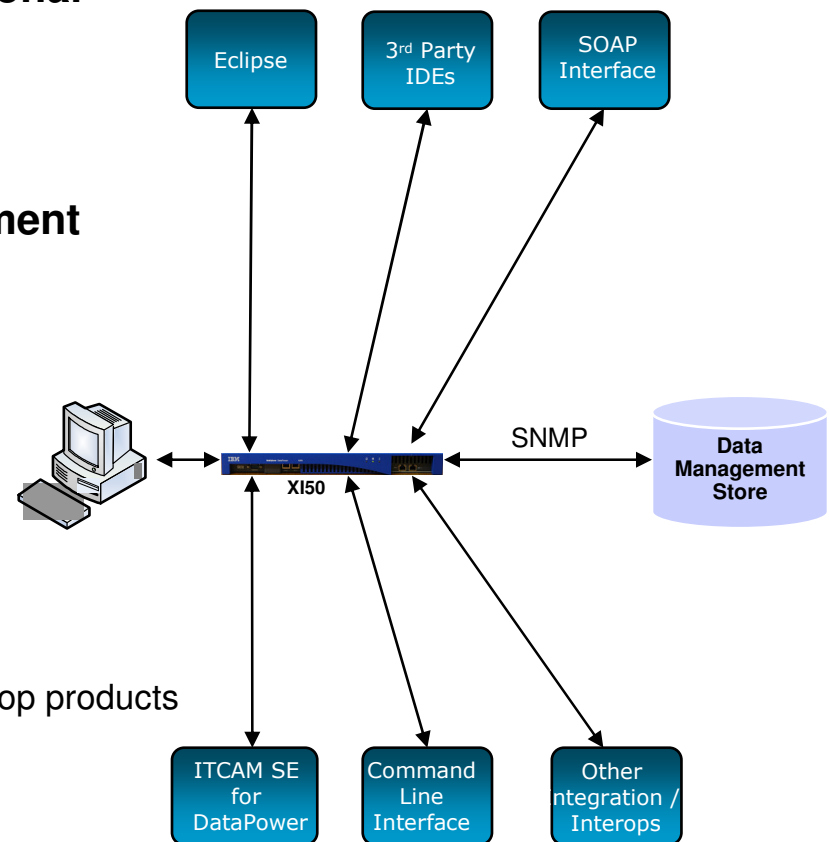 Eclipse
3rd Party
IDEs
SOAP
Interface
SNMP
Data
Management
Store
IBM
XI50
op products
ITCAM SE
for
DataPower
Command
Line
Interface
Other
ntegration /
Interops